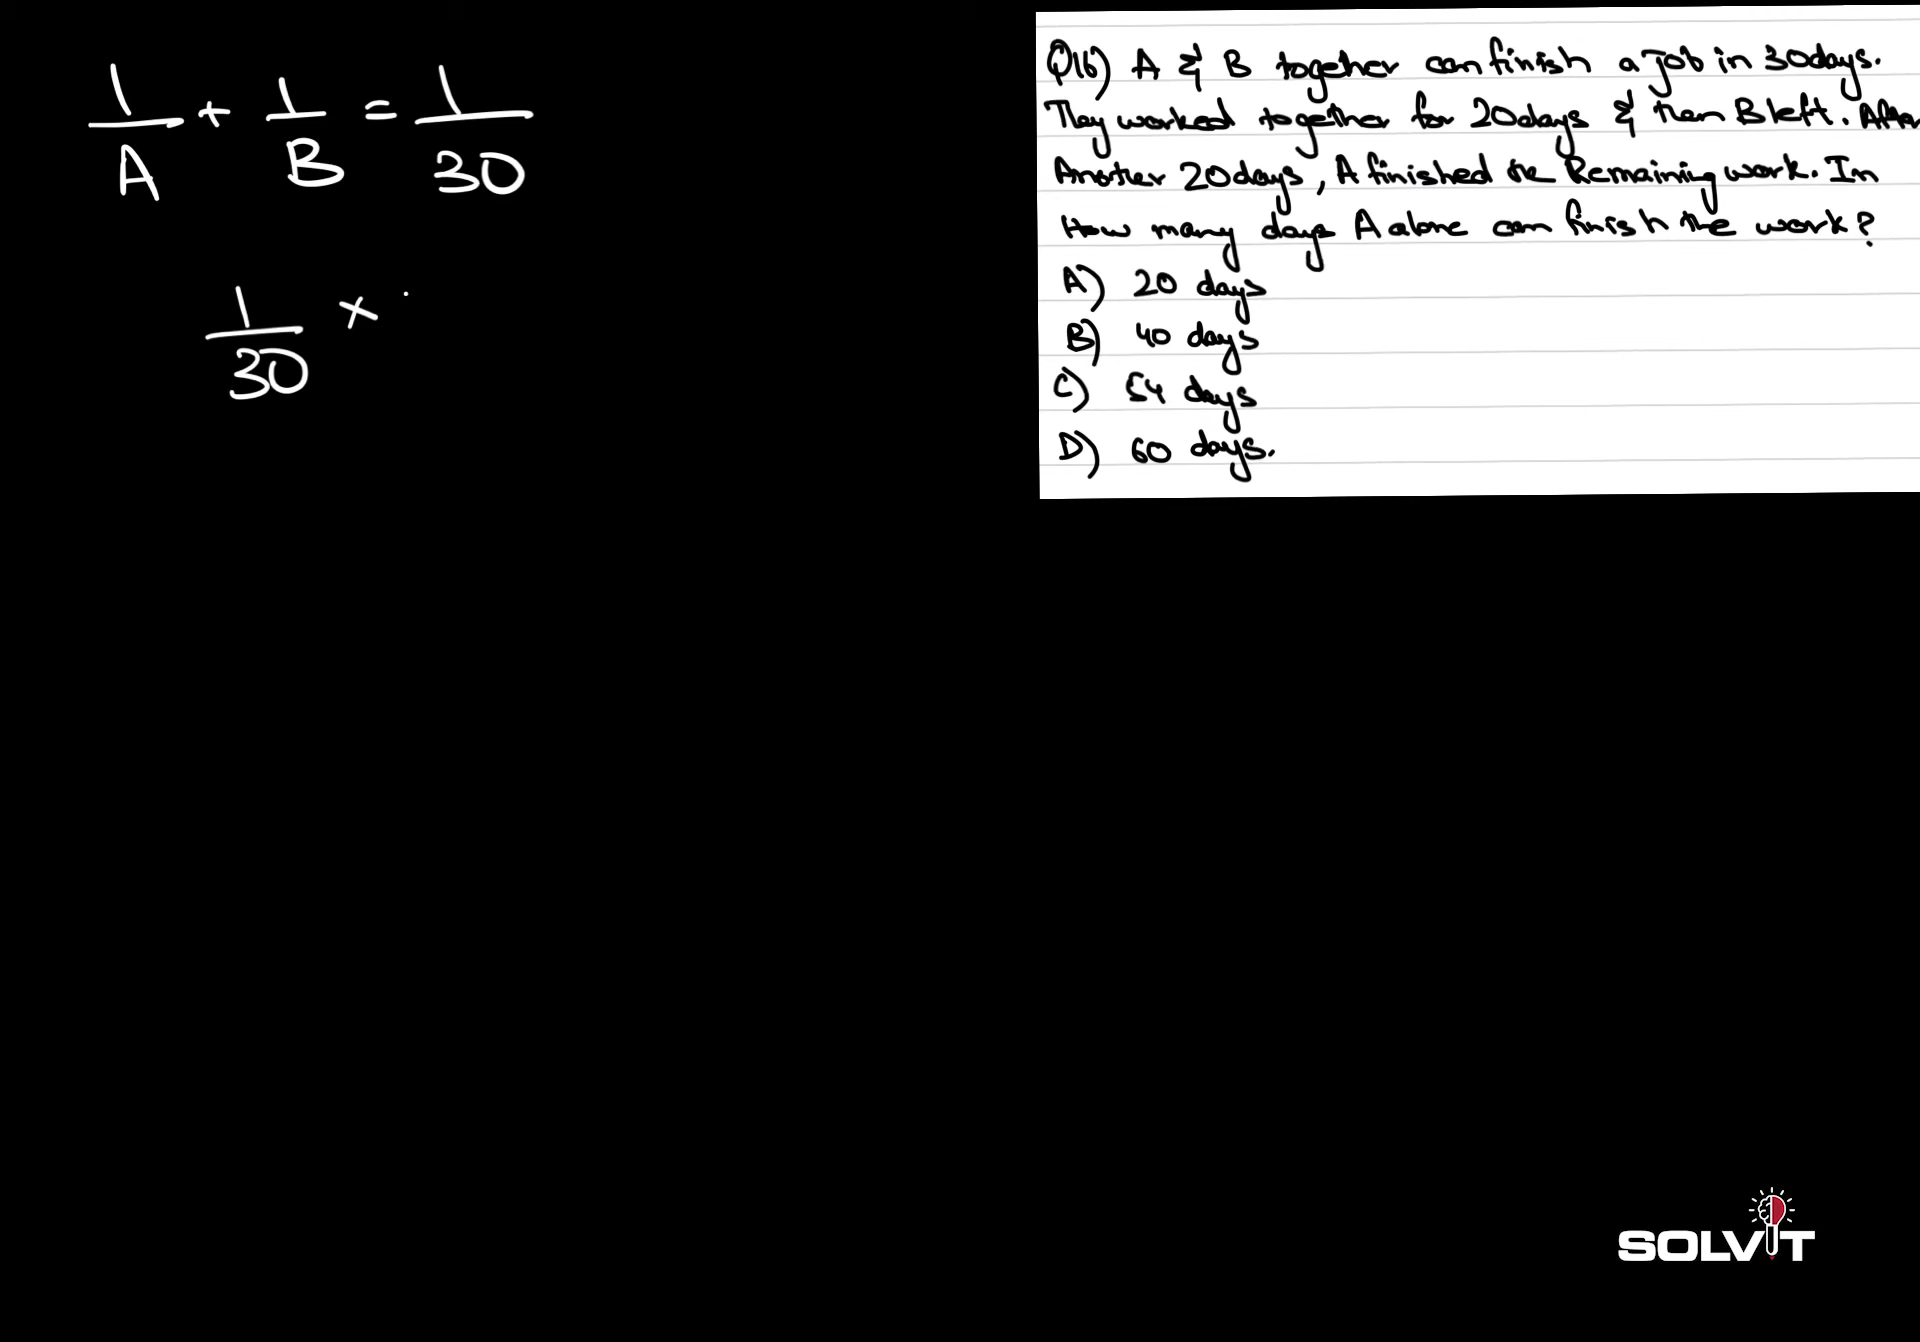 1/A + 1/B = 1/30
1/30 ×
Q16) A & B together can finish a job in 30days.
They worked together for 20days & then B left. After
Another 20days, A finished the Remaining work. In
How many days A alone can finish the work?
A) 20 days
B) 40 days
C) 54 days
D) 60 days.
SOLVIT